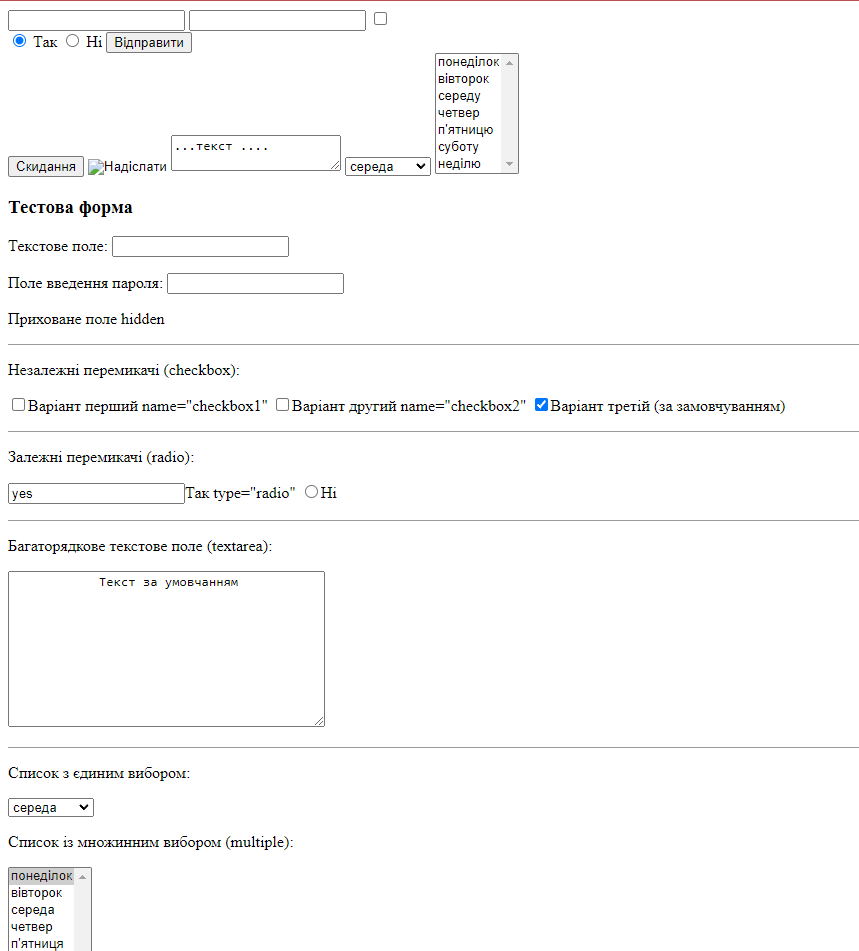 Так Ні Відправити
понеділок
вівторок
середу
четвер
п'ятницю
суботу
неділю
Скидання Надіслати ...текст .... середа
Тестова форма
Текстове поле:
Поле введення пароля:
Приховане поле hidden
Незалежні перемикачі (checkbox):
Варіант перший name="checkbox1" Варіант другий name="checkbox2" Варіант третій (за замовчуванням)
Залежні перемикачі (radio):
yes Так type="radio" Ні
Багаторядкове текстове поле (textarea):
Текст за умовчанням
Список з єдиним вибором:
середа
Список із множинним вибором (multiple):
понеділок
вівторок
середа
четвер
п'ятниця